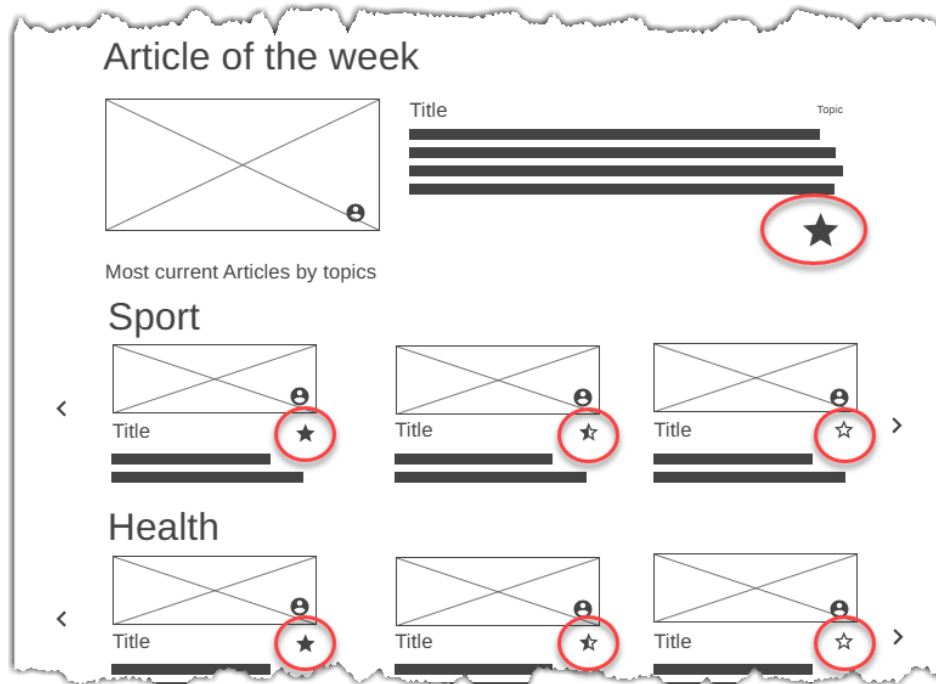 Article of the week
Title Topic
Most current Articles by topics
Sport
Title Title Title
Health
Title Title Title